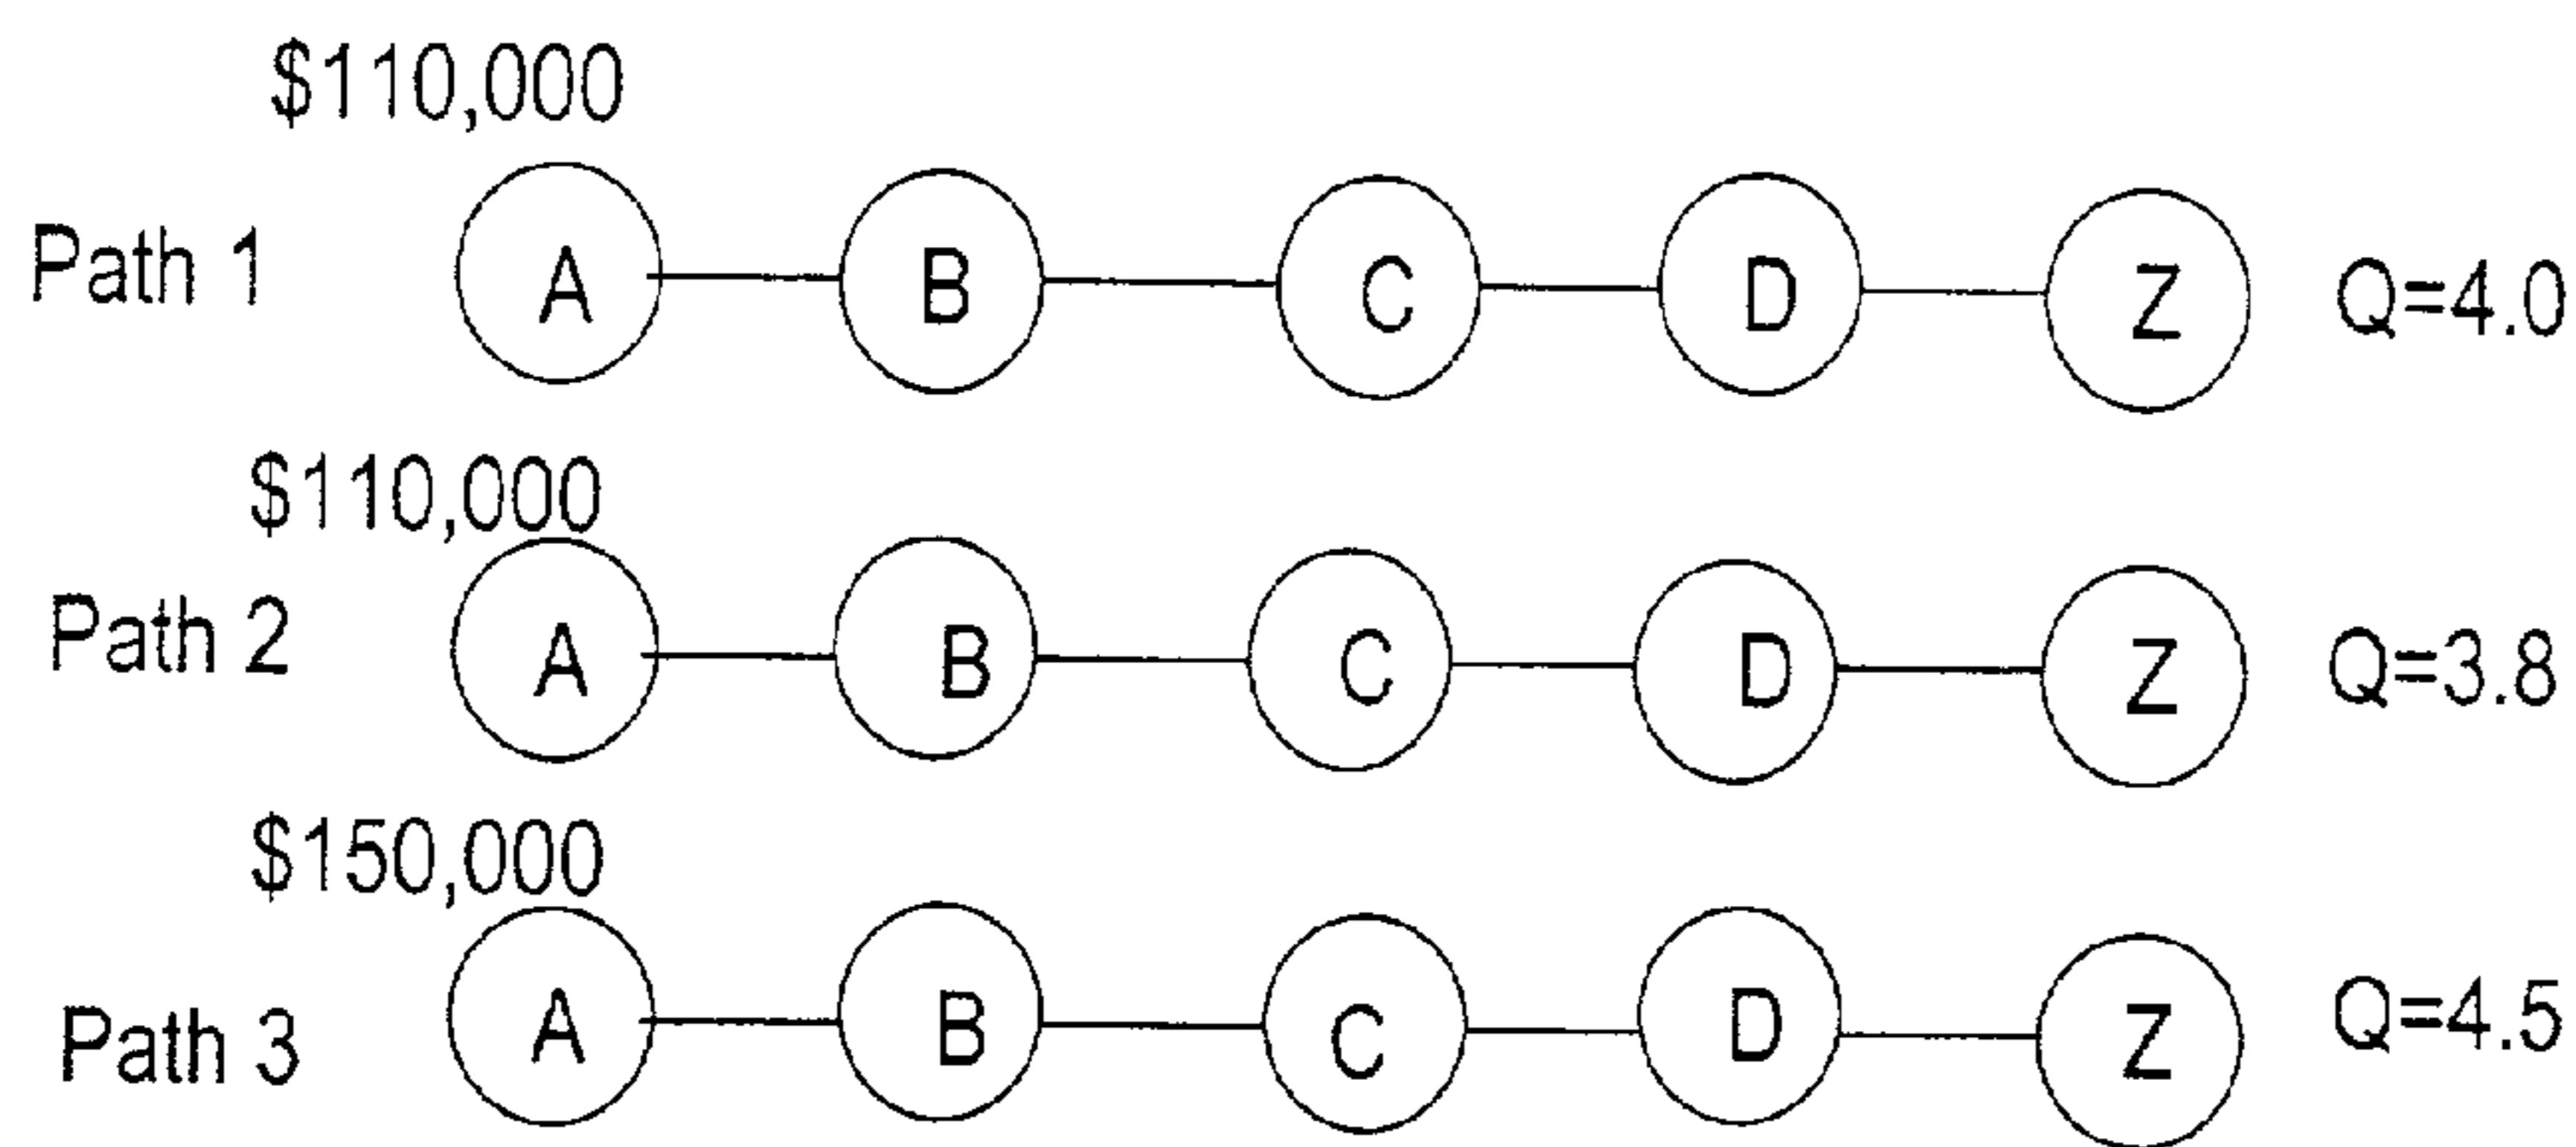 $110,000
Path 1 A B C D Z Q=4.0
$110,000
Path 2 A B C D Z Q=3.8
$150,000
Path 3 A B C D Z Q=4.5